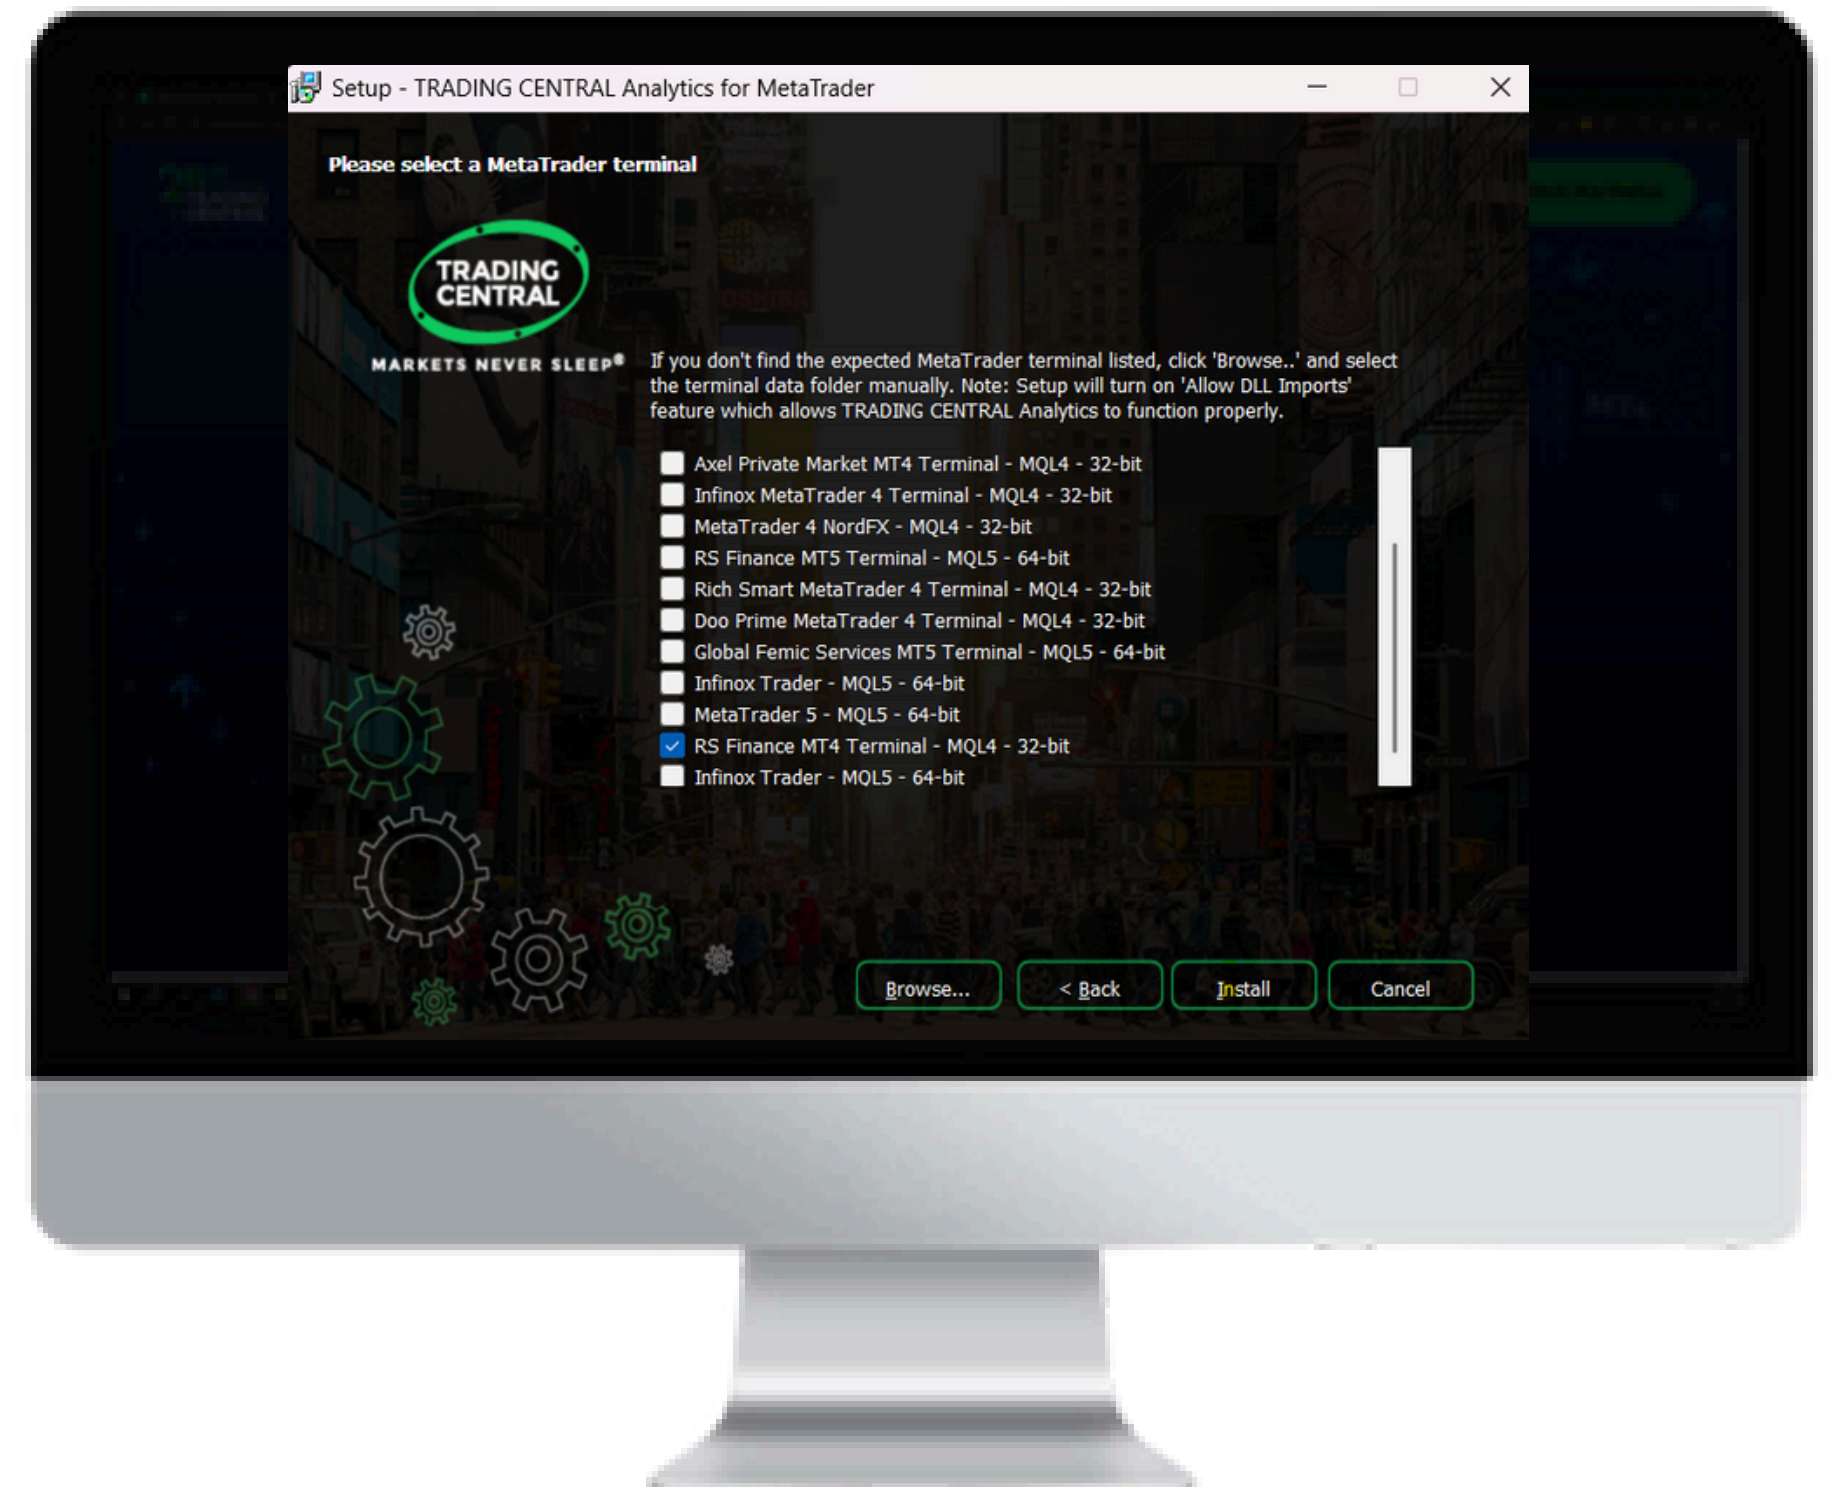 Setup - TRADING CENTRAL Analytics for MetaTrader
Please select a MetaTrader terminal
TRADING
CENTRAL
MARKETS NEVER SLEEP®
If you don't find the expected MetaTrader terminal listed, click 'Browse..' and select
the terminal data folder manually. Note: Setup will turn on 'Allow DLL Imports'
feature which allows TRADING CENTRAL Analytics to function properly.
Axel Private Market MT4 Terminal - MQL4 - 32-bit
Infinox MetaTrader 4 Terminal - MQL4 - 32-bit
MetaTrader 4 NordFX - MQL4 - 32-bit
RS Finance MT5 Terminal - MQL5 - 64-bit
Rich Smart MetaTrader 4 Terminal - MQL4 - 32-bit
Doo Prime MetaTrader 4 Terminal - MQL4 - 32-bit
Global Femic Services MT5 Terminal - MQL5 - 64-bit
Infinox Trader - MQL5 - 64-bit
MetaTrader 5 - MQL5 - 64-bit
RS Finance MT4 Terminal - MQL4 - 32-bit
Infinox Trader - MQL5 - 64-bit
Browse...
< Back
Install
Cancel
TOSHIBA